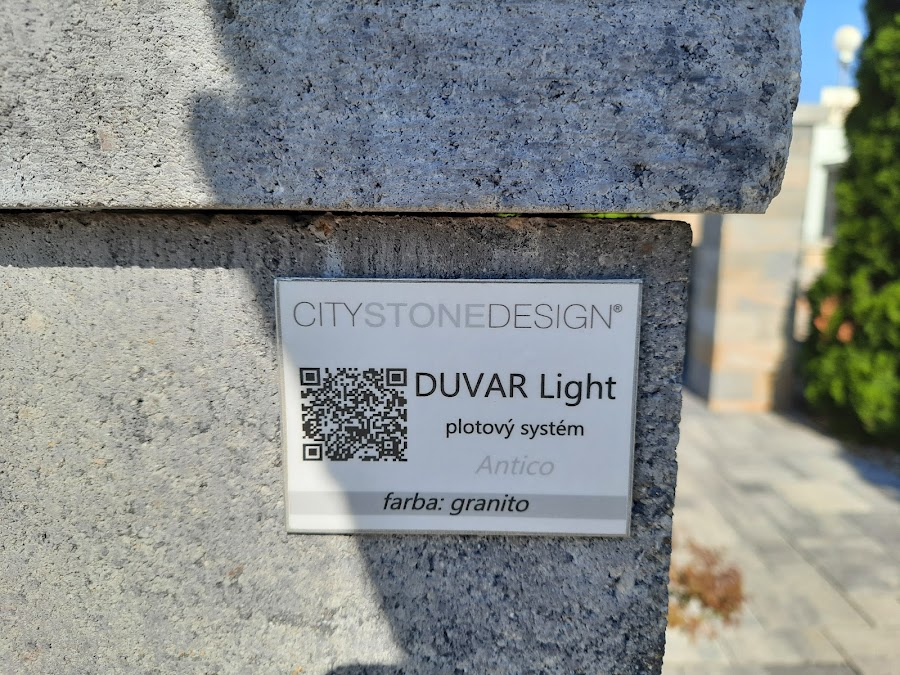 CITYSTONEDESIGN®
DUVAR Light
plotový systém
Antico
farba: granito